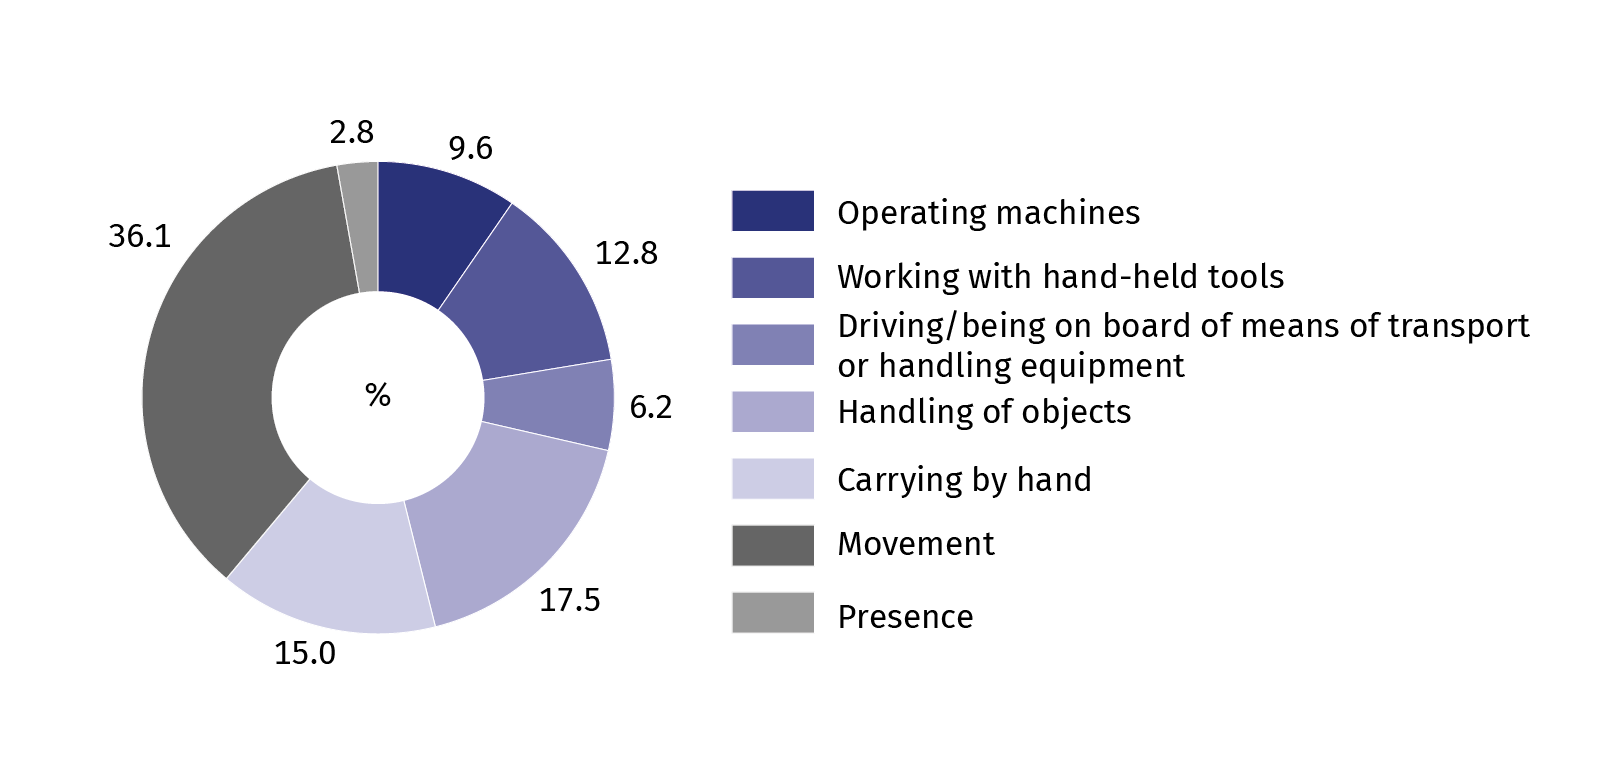 2.8
9.6
36.1
12.8
%
6.2
17.5
15.0
Operating machines
Working with hand-held tools
Driving/being on board of means of transport
or handling equipment
Handling of objects
Carrying by hand
Movement
Presence